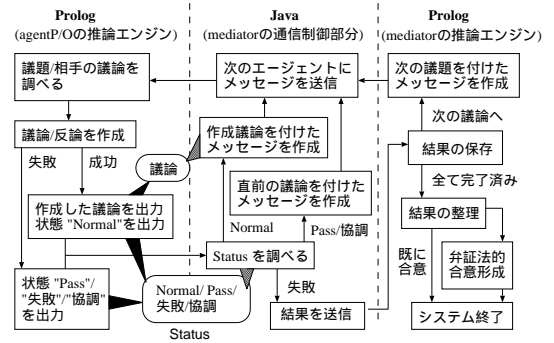 Prolog
(agentP/Oの推論エンジン)
Java
(mediatorの通信制御部分)
Prolog
(mediatorの推論エンジン)
議題/相手の議論を
調べる
次のエージェントに
メッセージを送信
次の議題を付けた
メッセージを作成
議論/反論を作成
作成議論を付けた
メッセージを作成
次の議論へ
結果の保存
失敗
成功
議論
直前の議論を付けた
メッセージを作成
全て完了済み
作成した議論を出力
状態 "Normal"を出力
結果の整理
Normal
Pass/協調
Status を調べる
既に
合意
弁証法的
合意形成
状態 "Pass"/
"失敗"/"協調"
を出力
Normal/ Pass/
失敗/協調
失敗
結果を送信
システム終了
Status